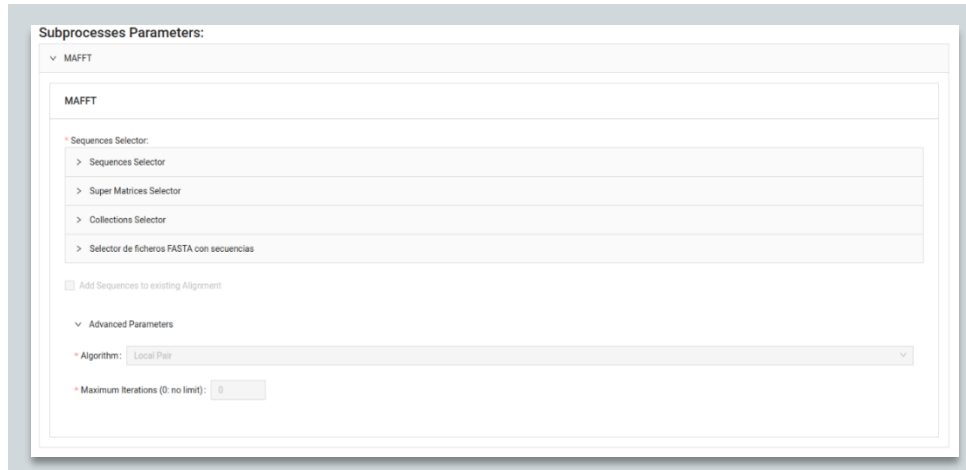 Subprocesses Parameters:
MAFFT
MAFFT
* Sequences Selector:
Sequences Selector
Super Matrices Selector
Collections Selector
Selector de ficheros FASTA con secuencias
Add Sequences to existing Alignment
Advanced Parameters
* Algorithm: Local Pair
* Maximum Iterations (0: no limit): 0